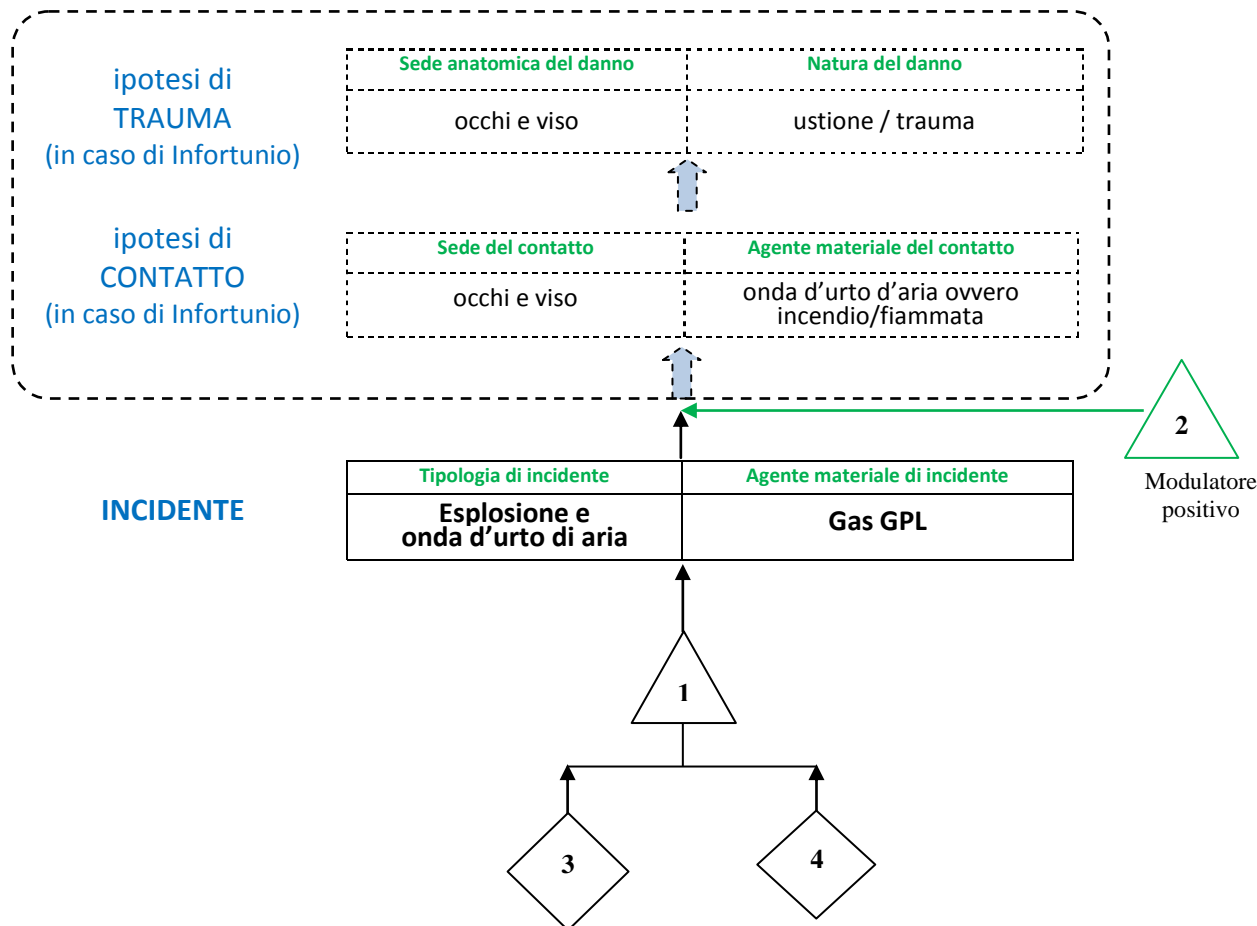 ipotesi di
TRAUMA
(in caso di Infortunio)
Sede anatomica del danno
Natura del danno
occhi e viso
ustione / trauma
ipotesi di
CONTATTO
(in caso di Infortunio)
Sede del contatto
Agente materiale del contatto
occhi e viso
onda d'urto d'aria ovvero
incendio/fiammata
2
Modulatore
positivo
INCIDENTE
Tipologia di incidente
Agente materiale di incidente
Esplosione e
onda d'urto di aria
Gas GPL
1
3
4